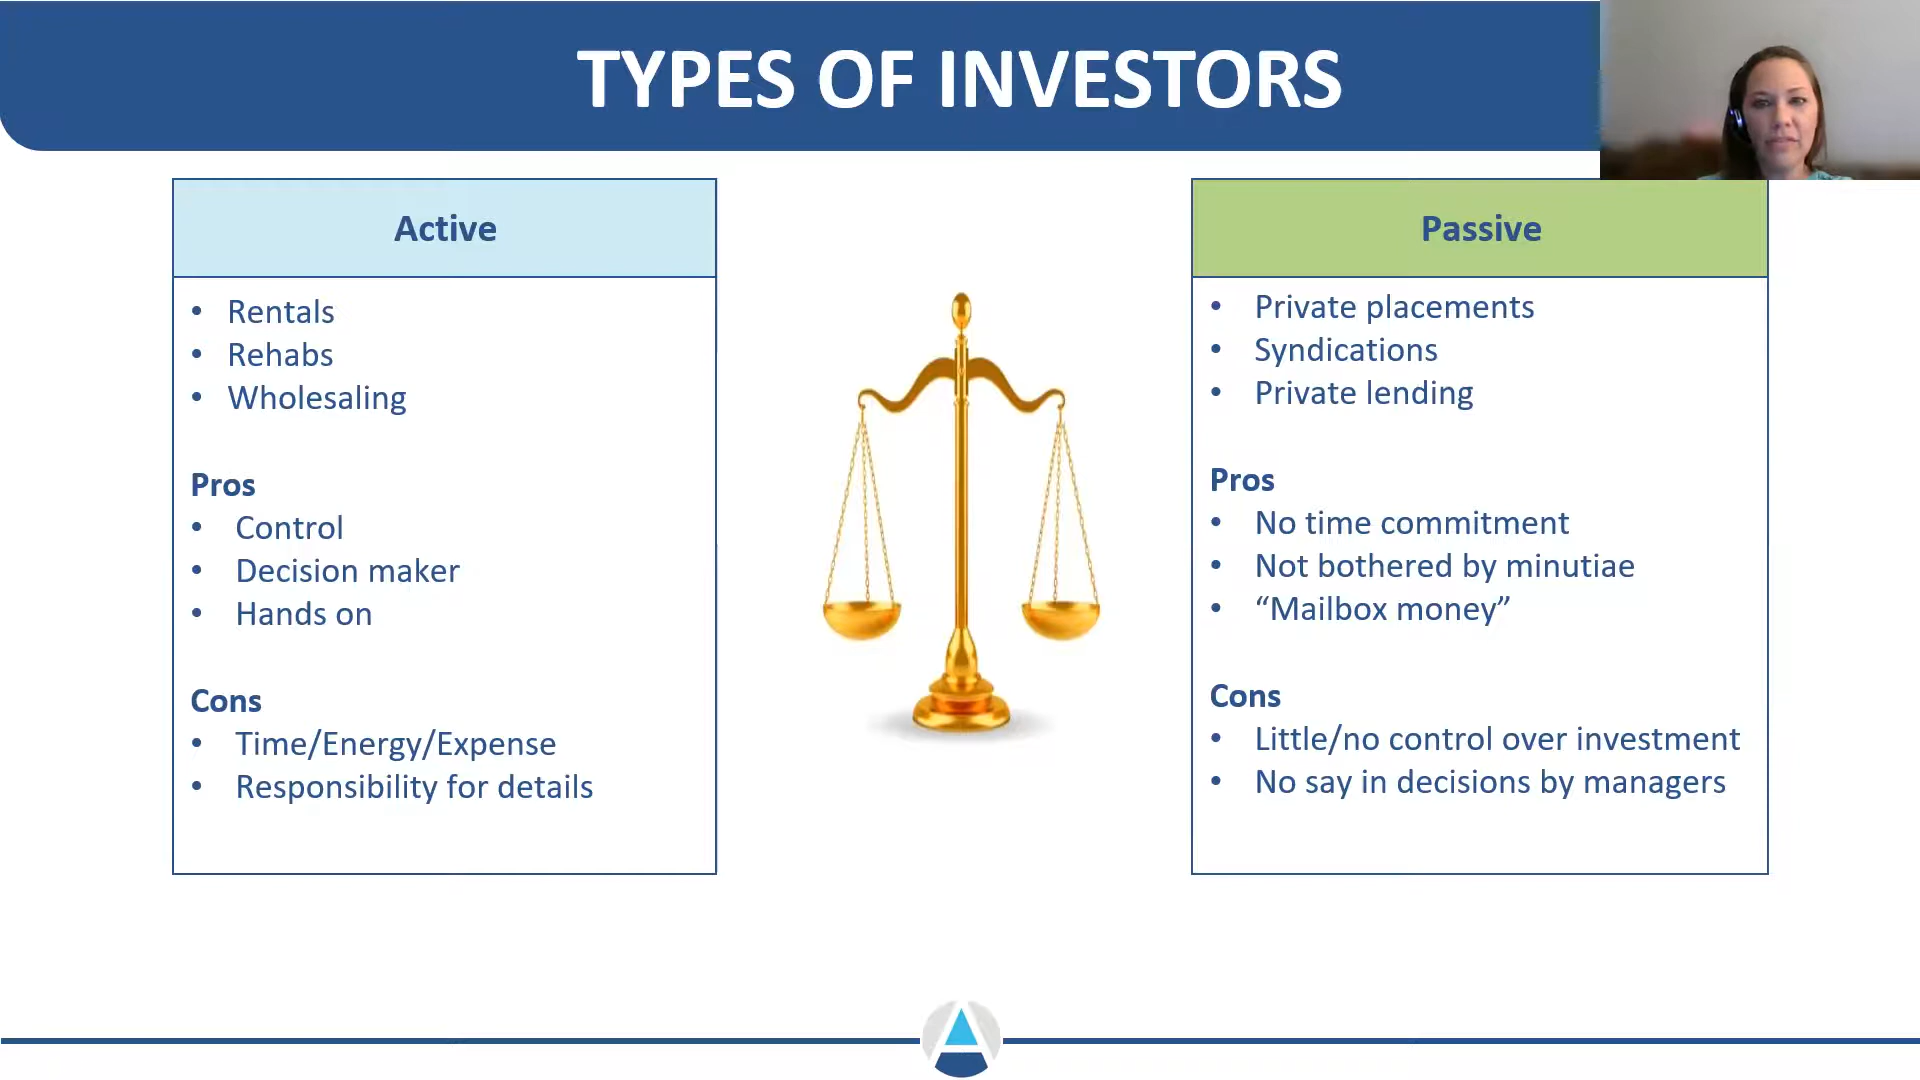 TYPES OF INVESTORS
Active
• Rentals
• Rehabs
• Wholesaling
Pros
• Control
• Decision maker
• Hands on
Cons
• Time/Energy/Expense
• Responsibility for details
Passive
• Private placements
• Syndications
• Private lending
Pros
• No time commitment
• Not bothered by minutiae
• “Mailbox money”
Cons
• Little/no control over investment
• No say in decisions by managers